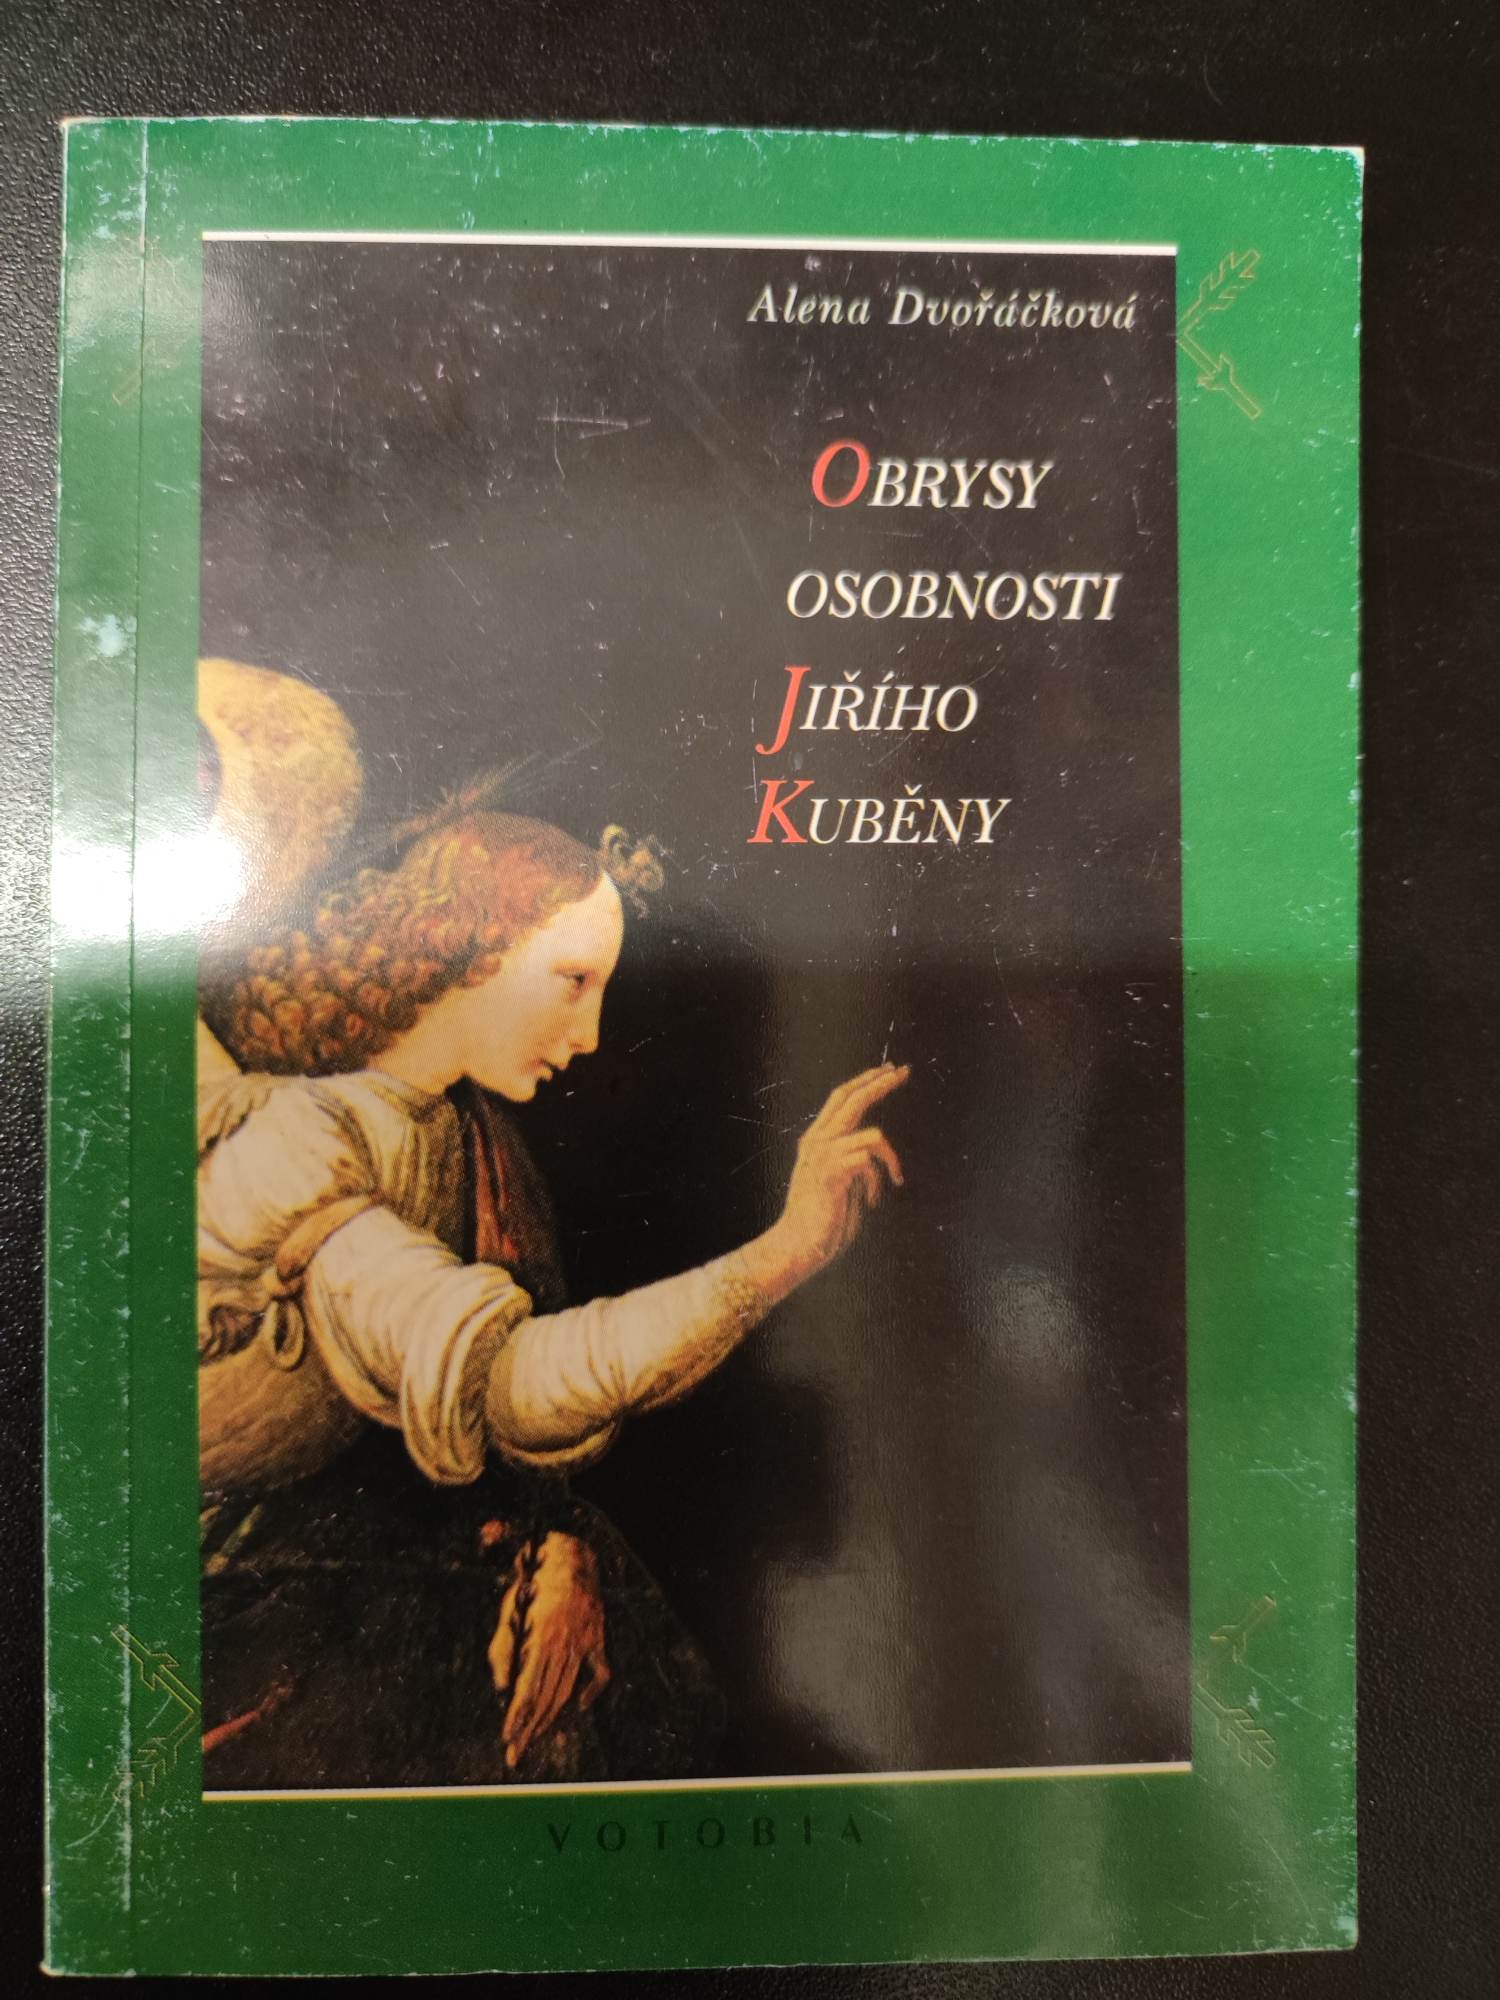 Alena Dvořáčková
OBRYSY
OSOBNOSTI
JIŘÍHO
KUBĚNY
VOTOBIA